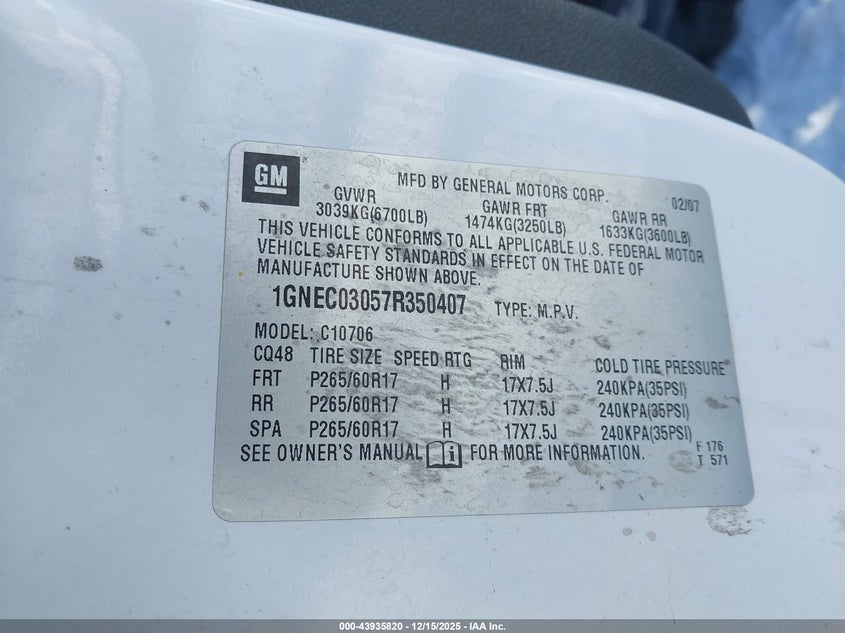 GM
MFD BY GENERAL MOTORS CORP. 02/07
GVWR GAWR FRT GAWR RR
3039KG(6700LB) 1474KG(3250LB) 1633KG(3600LB)
THIS VEHICLE CONFORMS TO ALL APPLICABLE U.S. FEDERAL MOTOR
VEHICLE SAFETY STANDARDS IN EFFECT ON THE DATE OF
MANUFACTURE SHOWN ABOVE.
1GNEC03057R350407 TYPE: M.P.V.
MODEL: C10706
CQ48 TIRE SIZE SPEED RTG RIM COLD TIRE PRESSURE
FRT P265/60R17 H 17X7.5J 240KPA(35PSI)
RR P265/60R17 H 17X7.5J 240KPA(35PSI)
SPA P265/60R17 H 17X7.5J 240KPA(35PSI)
SEE OWNER'S MANUAL i FOR MORE INFORMATION.
F 176
T 571
000-43935820 - 12/15/2025 - IAA Inc.